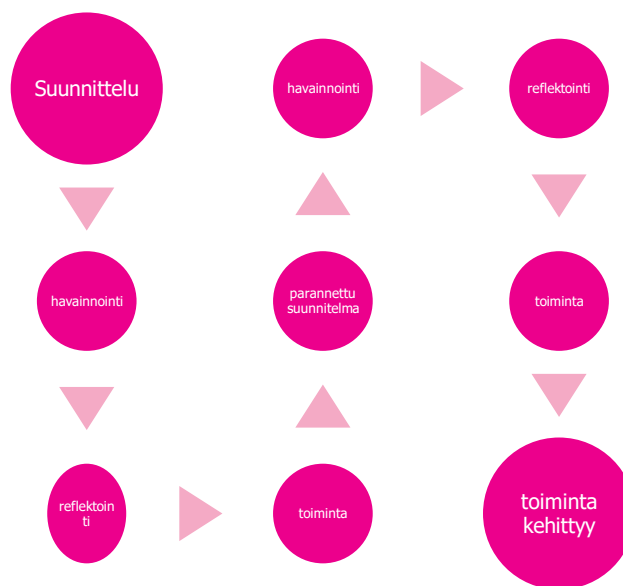 Suunnittelu
havainnointi
reflektoin
ti
toiminta
parannettu
suunnitelma
havainnointi
reflektointi
toiminta
toiminta
kehittyy